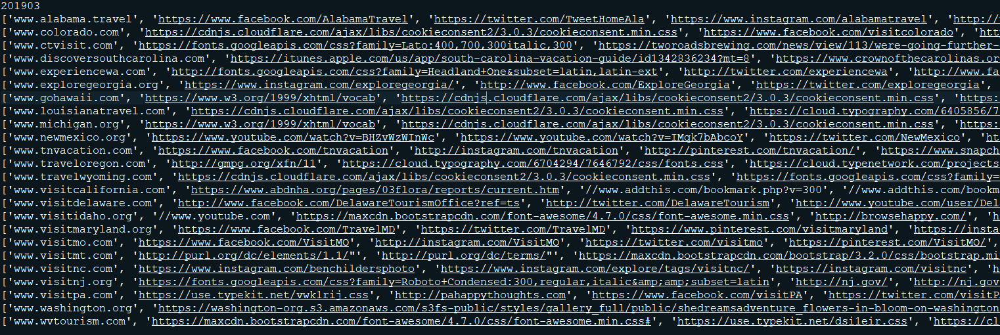 201903
['www.alabama.travel', 'https://www.facebook.com/AlabamaTravel', 'https://twitter.com/TweetHomeAla', 'https://www.instagram.com/alabamatravel', 'http://
['www.colorado.com', 'https://cdnjs.cloudflare.com/ajax/libs/cookieconsent2/3.0.3/cookieconsent.min.css', 'https://www.facebook.com/visitcolorado', 'http
['www.ctvisit.com', 'https://fonts.googleapis.com/css?family=Lato:400,700,300italic,300', 'https://tworoadsbrewing.com/news/view/113/were-going-further-
['www.discoversouthcarolina.com', 'https://itunes.apple.com/us/app/south-carolina-vacation-guide/id1342836234?mt=8', 'https://www.crownofthecarolinas.or
['www.experiencewa.com', 'http://fonts.googleapis.com/css?family=Headland+One&subset=latin,latin-ext', 'http://twitter.com/experiencewa', 'http://www.fa
['www.exploregeorgia.org', 'https://www.instagram.com/exploregeorgia/', 'http://www.facebook.com/ExploreGeorgia', 'https://twitter.com/exploregeorgia',
['www.gohawaii.com', 'https://www.w3.org/1999/xhtml/vocab', 'https://cdnjs.cloudflare.com/ajax/libs/cookieconsent2/3.0.3/cookieconsent.min.css', 'https:
['www.louisianatravel.com', 'https://cdnjs.cloudflare.com/ajax/libs/cookieconsent2/3.0.3/cookieconsent.min.css', 'https://cloud.typography.com/6405856/7
['www.michigan.org', 'https://www.w3.org/1999/xhtml/vocab', 'https://cdnjs.cloudflare.com/ajax/libs/cookieconsent2/3.0.3/cookieconsent.min.css', 'https:
['www.newmexico.org', 'https://www.youtube.com/watch?v=BHZvWzWInWc', 'https://www.youtube.com/watch?v=IMqk7bAbcoY', 'https://twitter.com/NewMexico', 'ht
['www.tnvacation.com', 'http://www.facebook.com/tnvacation', 'http://instagram.com/tnvacation', 'http://pinterest.com/tnvacation/', 'https://www.snapch
['www.traveloregon.com', 'http://gmpg.org/xfn/11', 'https://cloud.typography.com/6704294/7646792/css/fonts.css', 'https://cloud.typenetwork.com/projects
['www.travelwyoming.com', 'https://cdnjs.cloudflare.com/ajax/libs/cookieconsent2/3.0.3/cookieconsent.min.css', 'https://fonts.googleapis.com/css?family=
['www.visitcalifornia.com', 'https://www.abdnha.org/pages/03flora/reports/current.htm', '//www.addthis.com/bookmark.php?v=300', '//www.addthis.com/bookm
['www.visitdelaware.com', 'http://www.facebook.com/DelawareTourismOffice?ref=ts', 'http://twitter.com/DelawareTourism', 'http://www.youtube.com/user/Del
['www.visitidaho.org', '//www.youtube.com', 'https://maxcdn.bootstrapcdn.com/font-awesome/4.7.0/css/font-awesome.min.css', 'http://browsehappy.com/', 'h
['www.visitmaryland.org', 'https://www.facebook.com/TravelMD', 'https://twitter.com/TravelMD', 'https://www.pinterest.com/visitmaryland', 'https://insta
['www.visitmo.com', 'https://www.facebook.com/VisitMO', 'http://instagram.com/VisitMO', 'https://twitter.com/visitmo', 'https://pinterest.com/VisitMO/',
['www.visitmt.com', 'http://purl.org/dc/elements/1.1/"', 'http://purl.org/dc/terms/"', 'https://maxcdn.bootstrapcdn.com/bootstrap/3.2.0/css/bootstrap.mi
['www.visitnc.com', 'https://www.instagram.com/benchildersphoto', 'https://www.instagram.com/explore/tags/visitnc/', 'https://instagram.com/visitnc', 'h
['www.visitnj.org', 'https://fonts.googleapis.com/css?family=Roboto+Condensed:300,regular,italic&amp;amp;subset=latin', 'http://nj.gov/', 'http://nj.gov
['www.visitpa.com', 'https://use.typekit.net/vwk1rij.css', 'http://pahappythoughts.com', 'https://www.facebook.com/visitPA', 'https://twitter.com/visitP
['www.washington.org', 'https://washington-org.s3.amazonaws.com/s3fs-public/styles/gallery_full/public/shedreamsadventure_flowers-in-bloom-on-washington
['www.wvtourism.com', 'https://maxcdn.bootstrapcdn.com/font-awesome/4.7.0/css/font-awesome.min.css#', 'https://use.typekit.net/dsi1eir.css', 'https://cl